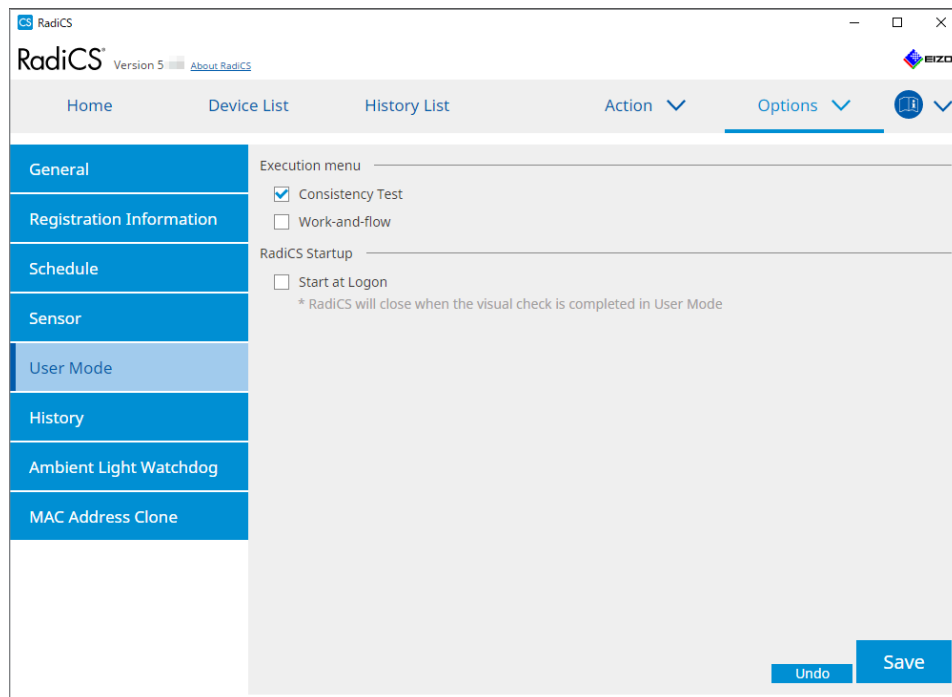 CS RadiCS
RadiCS® Version 5 About RadiCS
EIZO
Home Device List History List Action Options
General
Registration Information
Schedule
Sensor
User Mode
History
Ambient Light Watchdog
MAC Address Clone
Execution menu
Consistency Test
Work-and-flow
RadiCS Startup
Start at Logon
* RadiCS will close when the visual check is completed in User Mode
Undo
Save